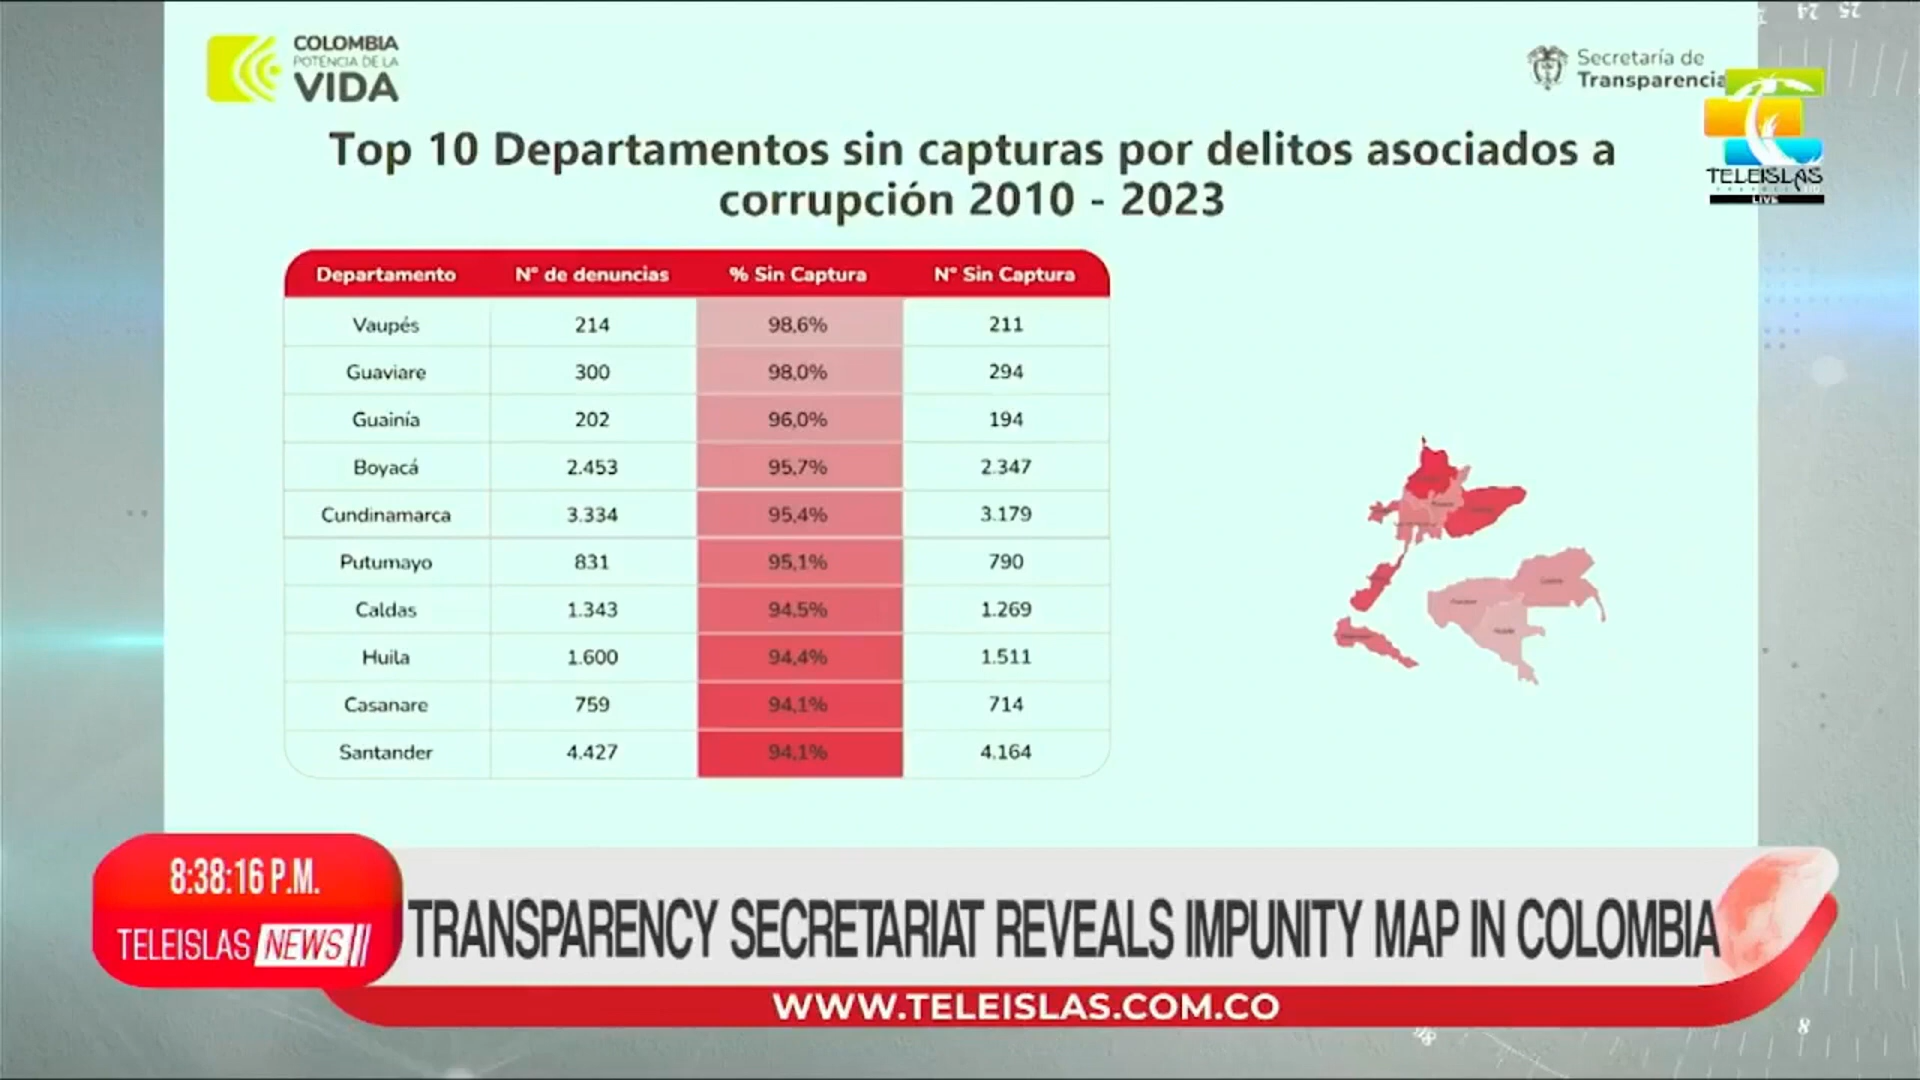 COLOMBIA
POTENCIA DE LA
VIDA
Secretaría de
Transparencia
TELEISLAS
LIVE
Top 10 Departamentos sin capturas por delitos asociados a
corrupción 2010 - 2023
Departamento N° de denuncias % Sin Captura N° Sin Captura
Vaupés 214 98,6% 211
Guaviare 300 98,0% 294
Guainía 202 96,0% 194
Boyacá 2.453 95,7% 2.347
Cundinamarca 3.334 95,4% 3.179
Putumayo 831 95,1% 790
Caldas 1.343 94,5% 1.269
Huila 1.600 94,4% 1.511
Casanare 759 94,1% 714
Santander 4.427 94,1% 4.164
8:38:16 P.M.
TELEISLAS NEWS
TRANSPARENCY SECRETARIAT REVEALS IMPUNITY MAP IN COLOMBIA
WWW.TELEISLAS.COM.CO